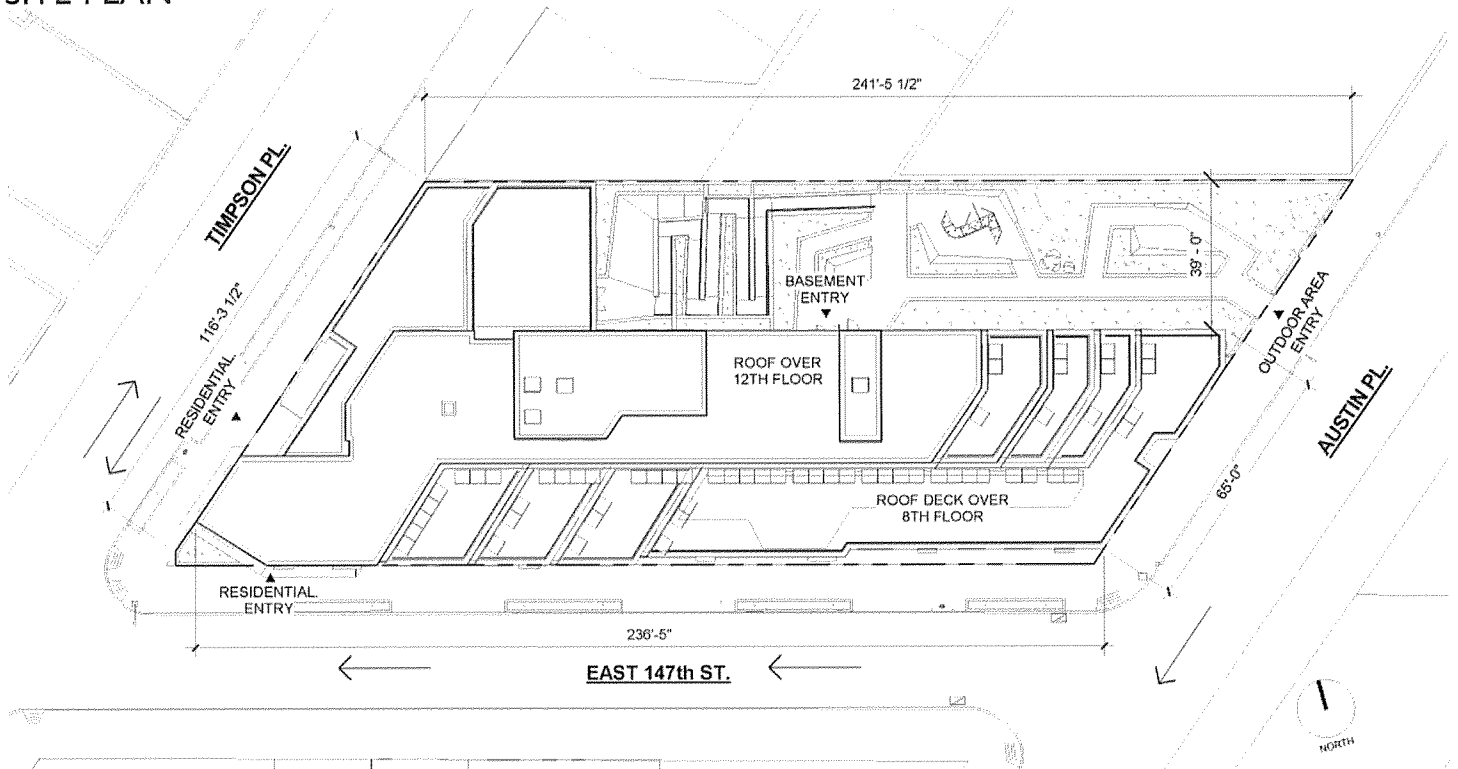 SITE PLAN
241'-5 1/2"
TIMPSON PL.
116'-3 1/2"
39' - 0"
BASEMENT
ENTRY
OUTDOOR AREA
ENTRY
RESIDENTIAL.
ENTRY
ROOF OVER
12TH FLOOR
AUSTIN PL.
65'-0"
ROOF DECK OVER
8TH FLOOR
RESIDENTIAL.
ENTRY
236'-5"
EAST 147th ST.
NORTH